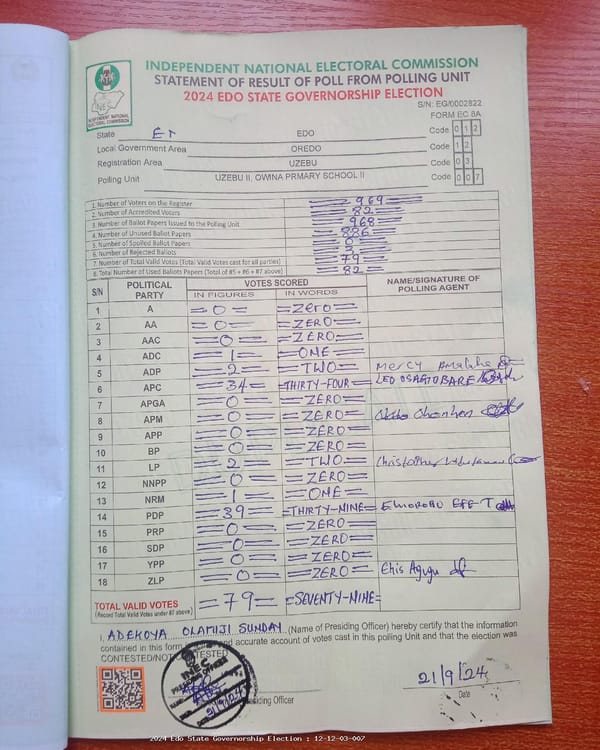 INDEPENDENT NATIONAL ELECTORAL COMMISSION
STATEMENT OF RESULT OF POLL FROM POLLING UNIT
2024 EDO STATE GOVERNORSHIP ELECTION
S/N: EG/0002822
FORM EC 8A
INEC
INDEPENDENT NATIONAL ELECTORAL COMMISSION
State EDO Code 0 1 2
Local Government Area OREDO Code 1 2
Registration Area UZEBU Code 0 3
Polling Unit UZEBU II, OWINA PRMARY SCHOOL II Code 0 0 7
1. Number of Voters on the Register 969
2. Number of Accredited Voters 82
3. Number of Ballot Papers Issued to the Polling Unit 968
4. Number of Unused Ballot Papers 886
5. Number of Spoiled Ballot Papers 0
6. Number of Rejected Ballots 3
7. Number of Total Valid Votes (Total Valid Votes cast for all parties) 79
8. Total Number of Used Ballots Papers (Total of #5 + #6 + #7 above) 82
S/N POLITICAL PARTY VOTES SCORED NAME/SIGNATURE OF POLLING AGENT
IN FIGURES IN WORDS
1 A =0= =Zero=
2 AA =0= =ZERO=
3 AAC =0= =ZERO=
4 ADC =1= =ONE=
5 ADP =2= =TWO= Mercy
6 APC =34= =THIRTY-FOUR= LEO
7 APGA =0= =ZERO=
8 APM =0= =ZERO=
9 APP =0= =ZERO=
10 BP =0= =ZERO=
11 LP =2= =TWO= Christopher
12 NNPP =0= =ZERO=
13 NRM =1= =ONE=
14 PDP =39= =THIRTY-NINE= EFE T
15 PRP =0= =ZERO=
16 SDP =0= =ZERO=
17 YPP =0= =ZERO=
18 ZLP =0= =ZERO= Ehis Agugu
TOTAL VALID VOTES =79= =SEVENTY-NINE=
(Record Total Valid Votes under #7 above)
I, ADEKOYA OLATUJI SUNDAY (Name of Presiding Officer) hereby certify that the information
contained in this form and accurate account of votes cast in this polling Unit and that the election was
CONTESTED/NOT CONTESTED.
INEC
21/9/24
Presiding Officer
21/9/24
Date
2024 Edo State Governorship Election : 12-12-03-007